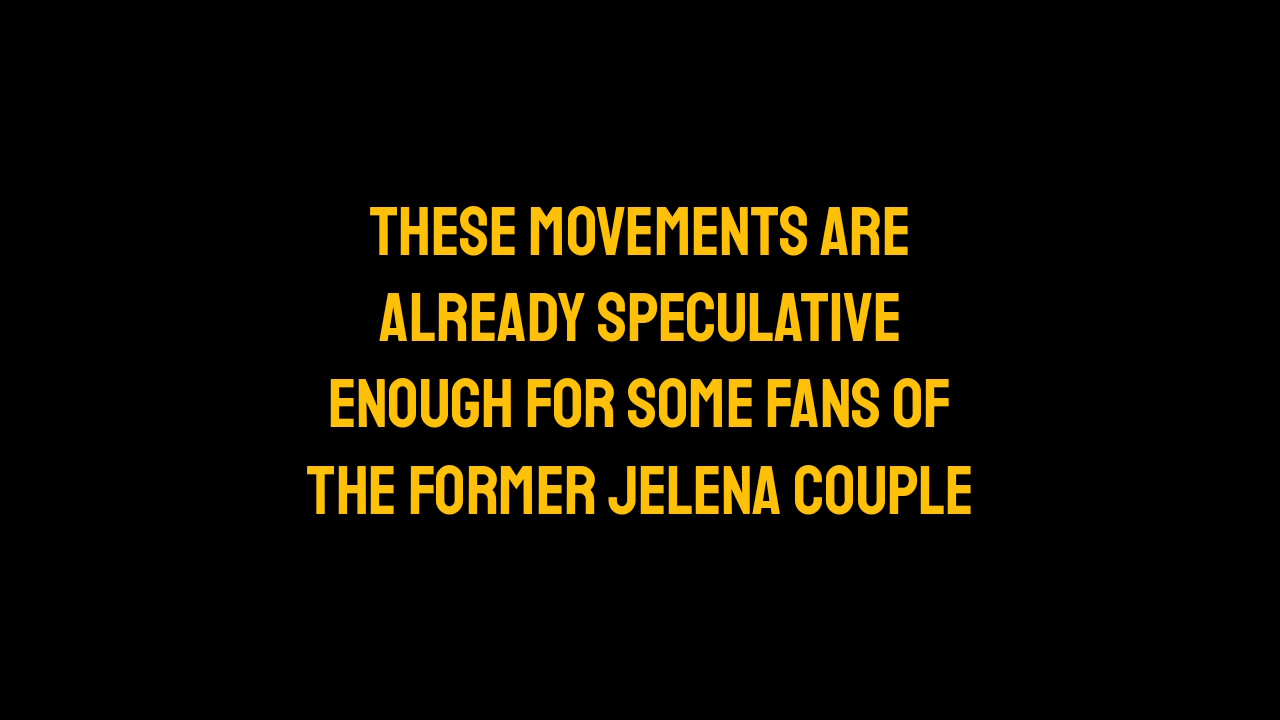 THESE MOVEMENTS ARE
ALREADY SPECULATIVE
ENOUGH FOR SOME FANS OF
THE FORMER JELENA COUPLE